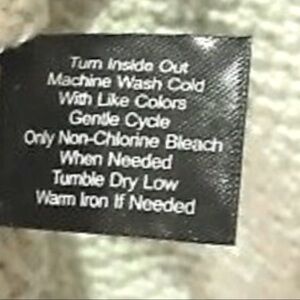 Turn Inside Out
Machine Wash Cold
With Like Colors
Gentle Cycle
Only Non-Chlorine Bleach
When Needed
Tumble Dry Low
Warm Iron If Needed